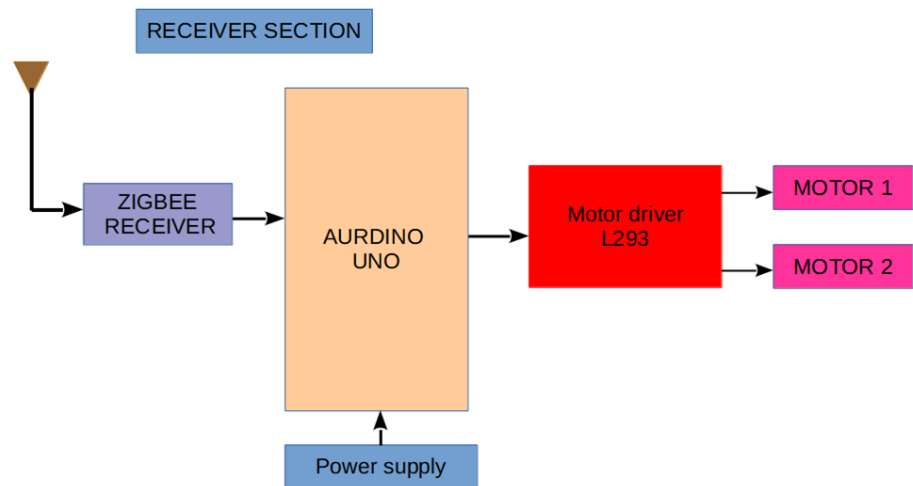 RECEIVER SECTION
ZIGBEE
RECEIVER
AURDINO
UNO
Motor driver
L293
MOTOR 1
MOTOR 2
Power supply